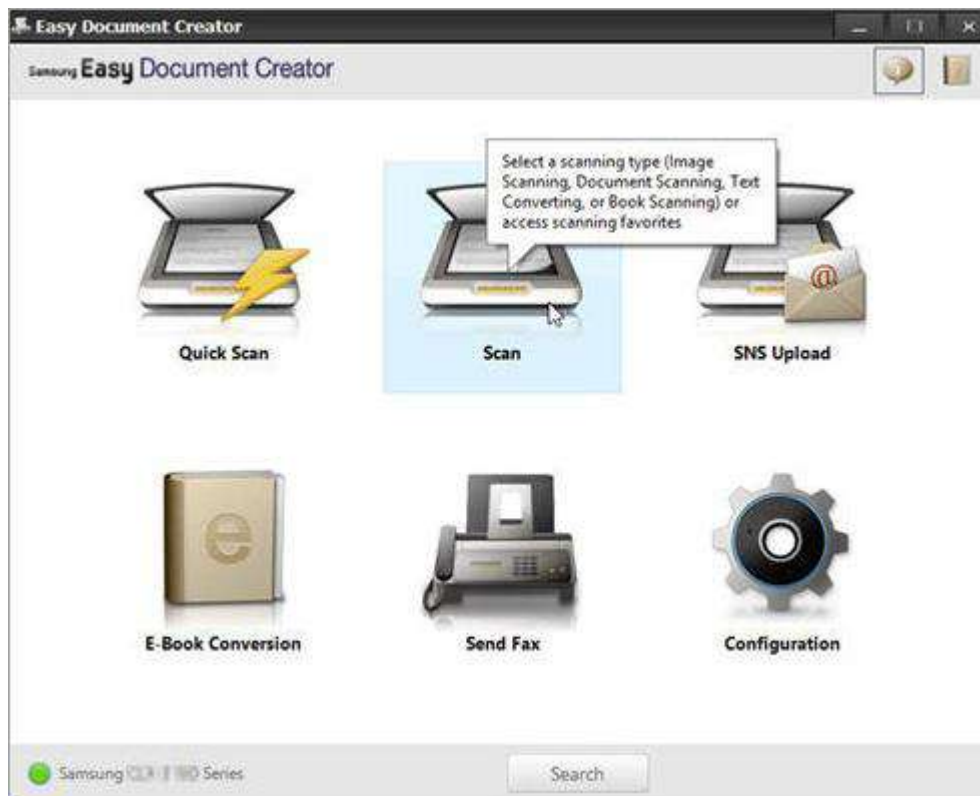 Easy Document Creator
Samsung Easy Document Creator
Select a scanning type (Image
Scanning, Document Scanning, Text
Converting, or Book Scanning) or
access scanning favorites
@
Quick Scan
Scan
SNS Upload
e
E-Book Conversion
Send Fax
Configuration
Samsung Series
Search